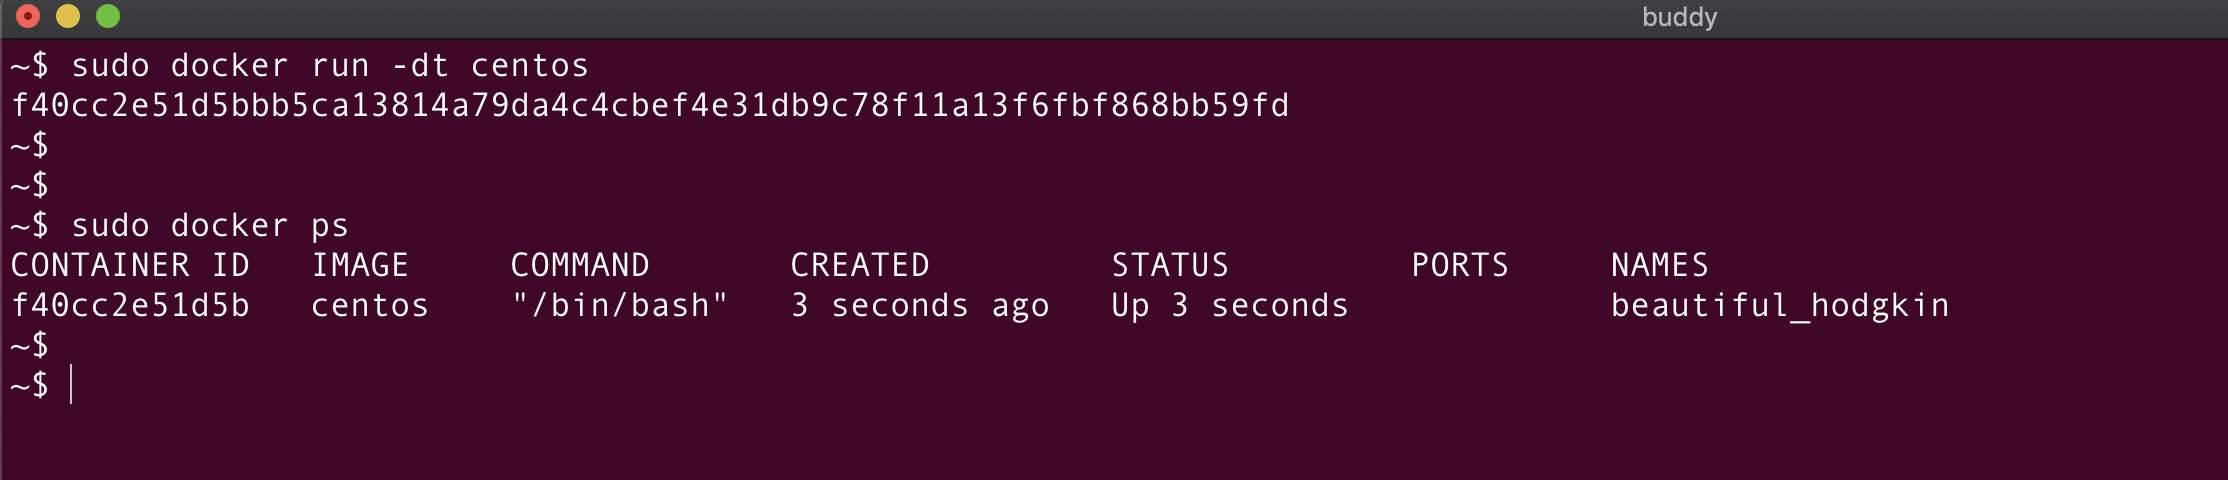 buddy
~$ sudo docker run -dt centos
f40cc2e51d5bbb5ca13814a79da4c4cbef4e31db9c78f11a13f6fbf868bb59fd
~$
~$
~$ sudo docker ps
CONTAINER ID   IMAGE     COMMAND       CREATED         STATUS         PORTS     NAMES
f40cc2e51d5b   centos    "/bin/bash"   3 seconds ago   Up 3 seconds             beautiful_hodgkin
~$
~$